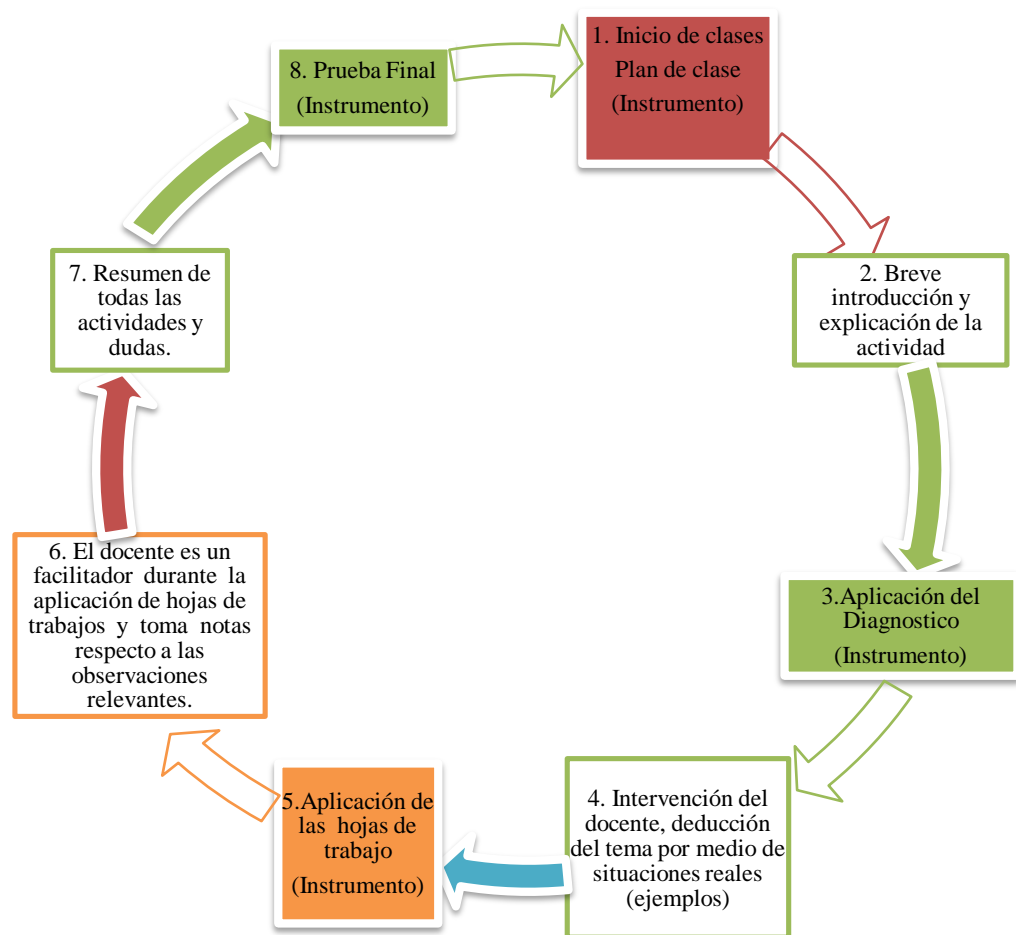 1. Inicio de clases
Plan de clase
(Instrumento)
2. Breve
introducción y
explicación de la
actividad
3.Aplicación del
Diagnostico
(Instrumento)
4. Intervención del
docente, deducción
del tema por medio de
situaciones reales
(ejemplos)
5.Aplicación de
las hojas de
trabajo
(Instrumento)
6. El docente es un
facilitador durante la
aplicación de hojas de
trabajos y toma notas
respecto a las
observaciones
relevantes.
7. Resumen de
todas las
actividades y
dudas.
8. Prueba Final
(Instrumento)